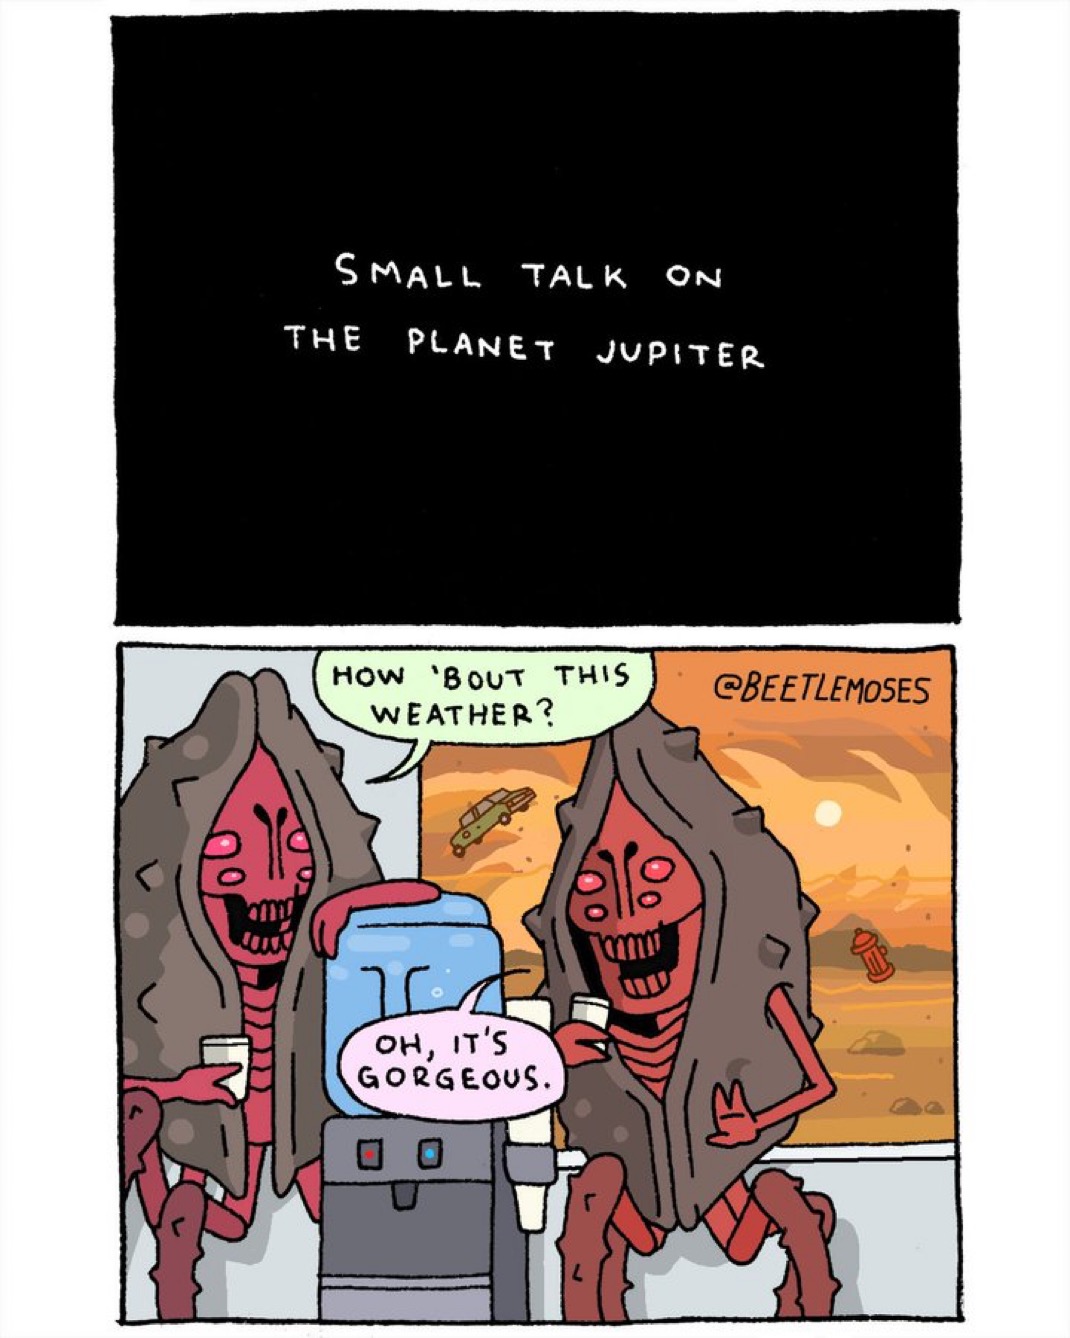 SMALL TALK ON
THE PLANET JUPITER
HOW 'BOUT THIS
WEATHER?
@BEETLEMOSES
OH, IT'S
GORGEOUS.